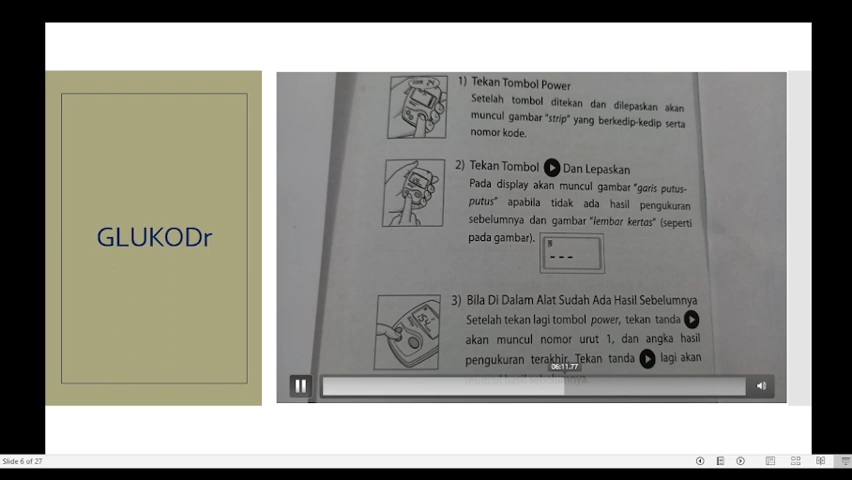 GLUKODr
1) Tekan Tombol Power
Setelah tombol ditekan dan dilepaskan akan
muncul gambar "strip" yang berkedip-kedip serta
nomor kode.
2) Tekan Tombol Dan Lepaskan
Pada display akan muncul gambar "garis putus-
putus" apabila tidak ada hasil pengukuran
sebelumnya dan gambar "lembar kertas" (seperti
pada gambar).
---
3) Bila Di Dalam Alat Sudah Ada Hasil Sebelumnya
Setelah tekan lagi tombol power, tekan tanda
akan muncul nomor urut 1, dan angka hasil
pengukuran terakhir. Tekan tanda lagi akan
06:11.77
Slide 6 of 27